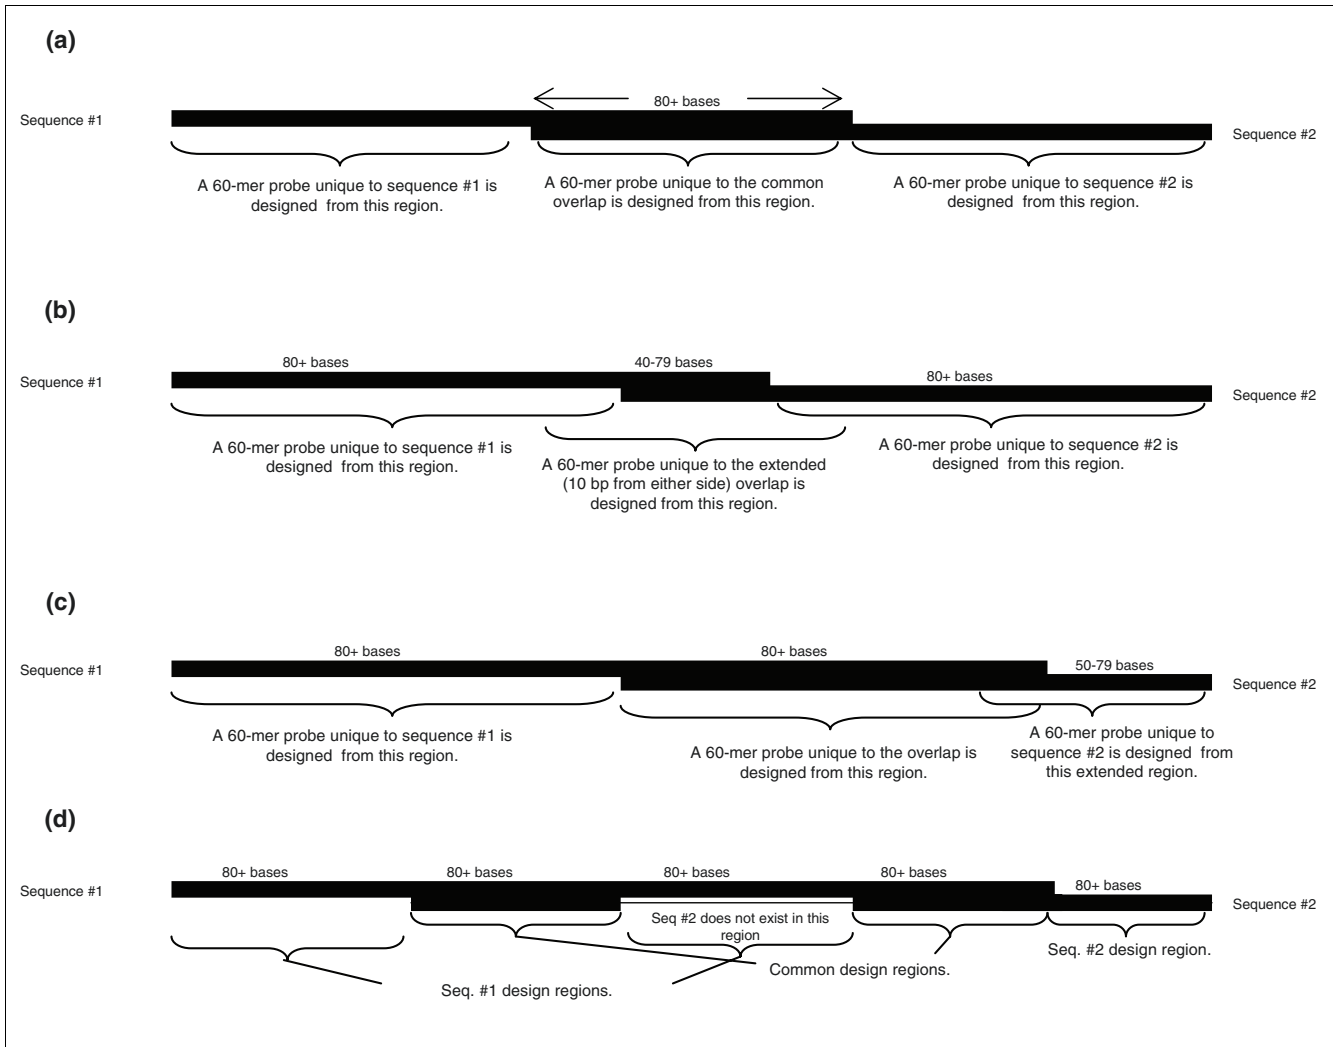 (a)
80+ bases
Sequence #1
Sequence #2
A 60-mer probe unique to sequence #1 is
designed from this region.
A 60-mer probe unique to the common
overlap is designed from this region.
A 60-mer probe unique to sequence #2 is
designed from this region.
(b)
80+ bases
40-79 bases
80+ bases
Sequence #1
Sequence #2
A 60-mer probe unique to sequence #1 is
designed from this region.
A 60-mer probe unique to the extended
(10 bp from either side) overlap is
designed from this region.
A 60-mer probe unique to sequence #2 is
designed from this region.
(c)
80+ bases
80+ bases
50-79 bases
Sequence #1
Sequence #2
A 60-mer probe unique to sequence #1 is
designed from this region.
A 60-mer probe unique to the overlap is
designed from this region.
A 60-mer probe unique to
sequence #2 is designed from
this extended region.
(d)
80+ bases
80+ bases
80+ bases
80+ bases
80+ bases
Sequence #1
Sequence #2
Seq #2 does not exist in this
region
Seq. #2 design region.
Common design regions.
Seq. #1 design regions.